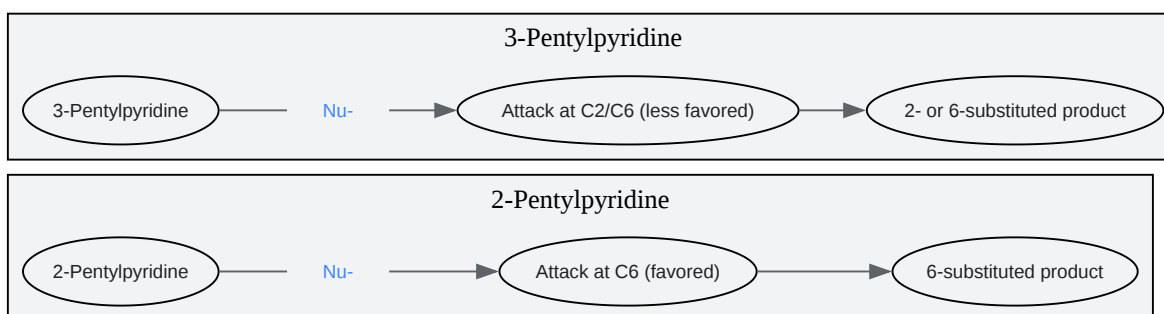 3-Pentylpyridine
3-Pentylpyridine Nu- Attack at C2/C6 (less favored) 2- or 6-substituted product
2-Pentylpyridine
2-Pentylpyridine Nu- Attack at C6 (favored) 6-substituted product